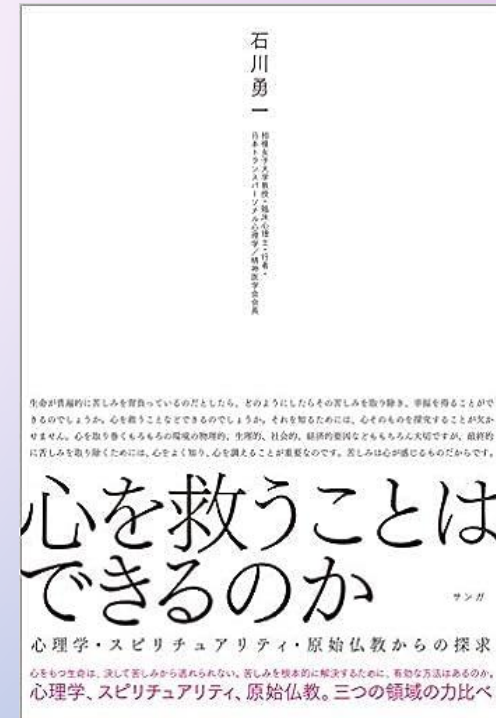 石川勇一
相模女子大学教授・臨床心理士・行者・
日本トランスパーソナル心理学／精神医学会会長
生命が普遍的に苦しみを背負っているのだとしたら、どのようにしたらその苦しみを取り除き、幸福を得ることがで
きるのでしょうか。心を救うことなどできるのでしょうか。それを知るためには、心そのものを探究することが欠か
せません。心を取り巻くもろもろの環境の物理的、生理的、社会的、経済的要因などももちろん大切ですが、最終的
に苦しみを取り除くためには、心をよく知り、心を調えることが重要なのです。苦しみは心が感じるものだからです。
心を救うことは
できるのか
サンガ
心理学・スピリチュアリティ・原始仏教からの探求
心をもつ生命は、決して苦しみから逃れられない。苦しみを根本的に解決するために、有効な方法はあるのか。
心理学、スピリチュアリティ、原始仏教。三つの領域の力比べ